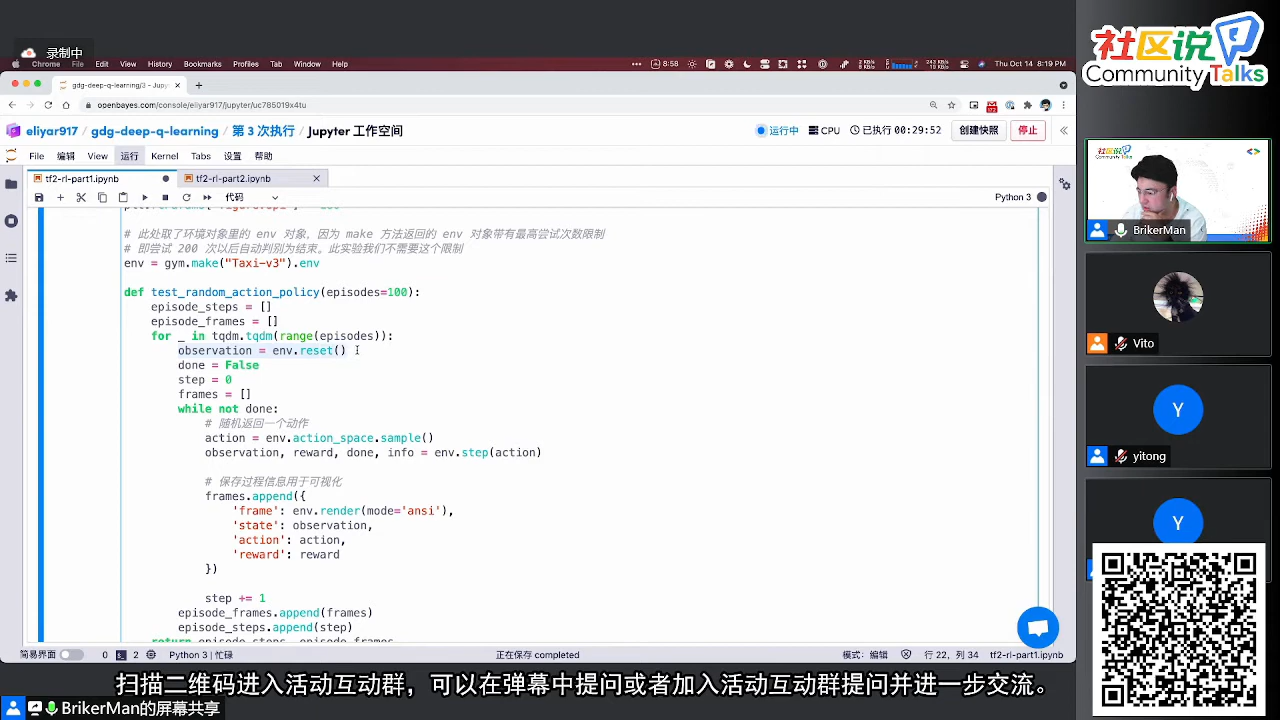 录制中
Chrome File Edit View History Bookmarks Profiles Tab Window Help
8:58
Thu Oct 14 8:19 PM
gdg-deep-q-learning/3 - Jupy
openbayes.com/console/eliyar917/jupyter/uc785019x4tu
eliyar917 / gdg-deep-q-learning / 第 3 次执行 / Jupyter 工作空间
运行中 CPU 已执行 00:29:52 创建快照 停止
File 编辑 View 运行 Kernel Tabs 设置 帮助
tf2-rl-part1.ipynb
tf2-rl-part2.ipynb
代码
Python 3
# 此处取了环境对象里的 env 对象，因为 make 方法返回的 env 对象带有最高尝试次数限制
# 即尝试 200 次以后自动判别为结束。此实验我们不需要这个限制
env = gym.make("Taxi-v3").env
def test_random_action_policy(episodes=100):
episode_steps = []
episode_frames = []
for _ in tqdm.tqdm(range(episodes)):
observation = env.reset()
done = False
step = 0
frames = []
while not done:
# 随机返回一个动作
action = env.action_space.sample()
observation, reward, done, info = env.step(action)
# 保存过程信息用于可视化
frames.append({
'frame': env.render(mode='ansi'),
'state': observation,
'action': action,
'reward': reward
})
step += 1
episode_frames.append(frames)
episode_steps.append(step)
return episode_steps, episode_frames
简易界面 0 2 Python 3 | 忙碌
正在保存 completed
模式: 编辑 行 22, 列 34 tf2-rl-part1.ipynb
社区说
Community Talks
社区说
Community Talks
BrikerMan
Vito
Y
yitong
Y
扫描二维码进入活动互动群，可以在弹幕中提问或者加入活动互动群提问并进一步交流。
BrikerMan的屏幕共享